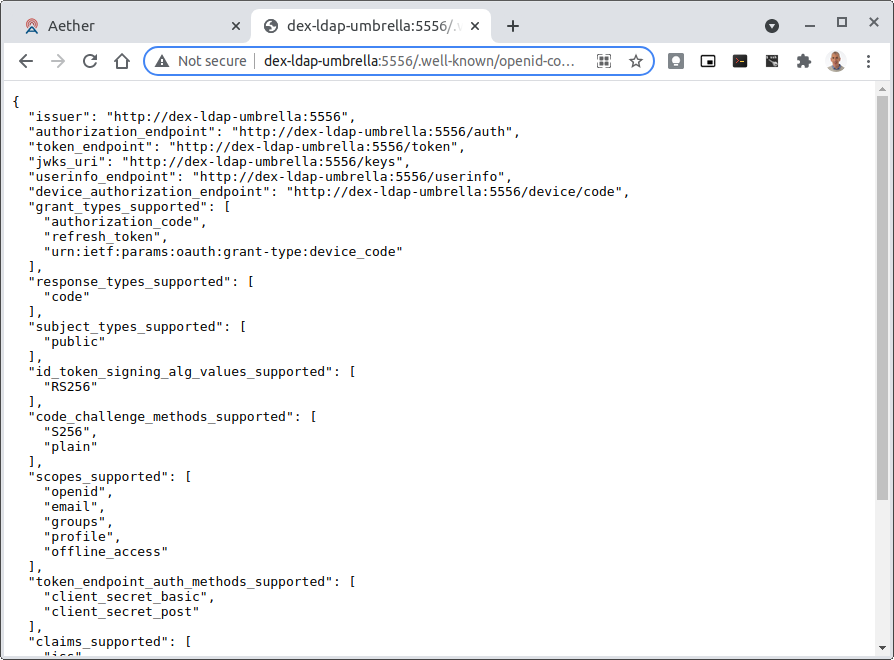 Aether
dex-ldap-umbrella:5556/.
Not secure
dex-ldap-umbrella:5556/.well-known/openid-co…
{
"issuer": "http://dex-ldap-umbrella:5556",
"authorization_endpoint": "http://dex-ldap-umbrella:5556/auth",
"token_endpoint": "http://dex-ldap-umbrella:5556/token",
"jwks_uri": "http://dex-ldap-umbrella:5556/keys",
"userinfo_endpoint": "http://dex-ldap-umbrella:5556/userinfo",
"device_authorization_endpoint": "http://dex-ldap-umbrella:5556/device/code",
"grant_types_supported": [
"authorization_code",
"refresh_token",
"urn:ietf:params:oauth:grant-type:device_code"
],
"response_types_supported": [
"code"
],
"subject_types_supported": [
"public"
],
"id_token_signing_alg_values_supported": [
"RS256"
],
"code_challenge_methods_supported": [
"S256",
"plain"
],
"scopes_supported": [
"openid",
"email",
"groups",
"profile",
"offline_access"
],
"token_endpoint_auth_methods_supported": [
"client_secret_basic",
"client_secret_post"
],
"claims_supported": [